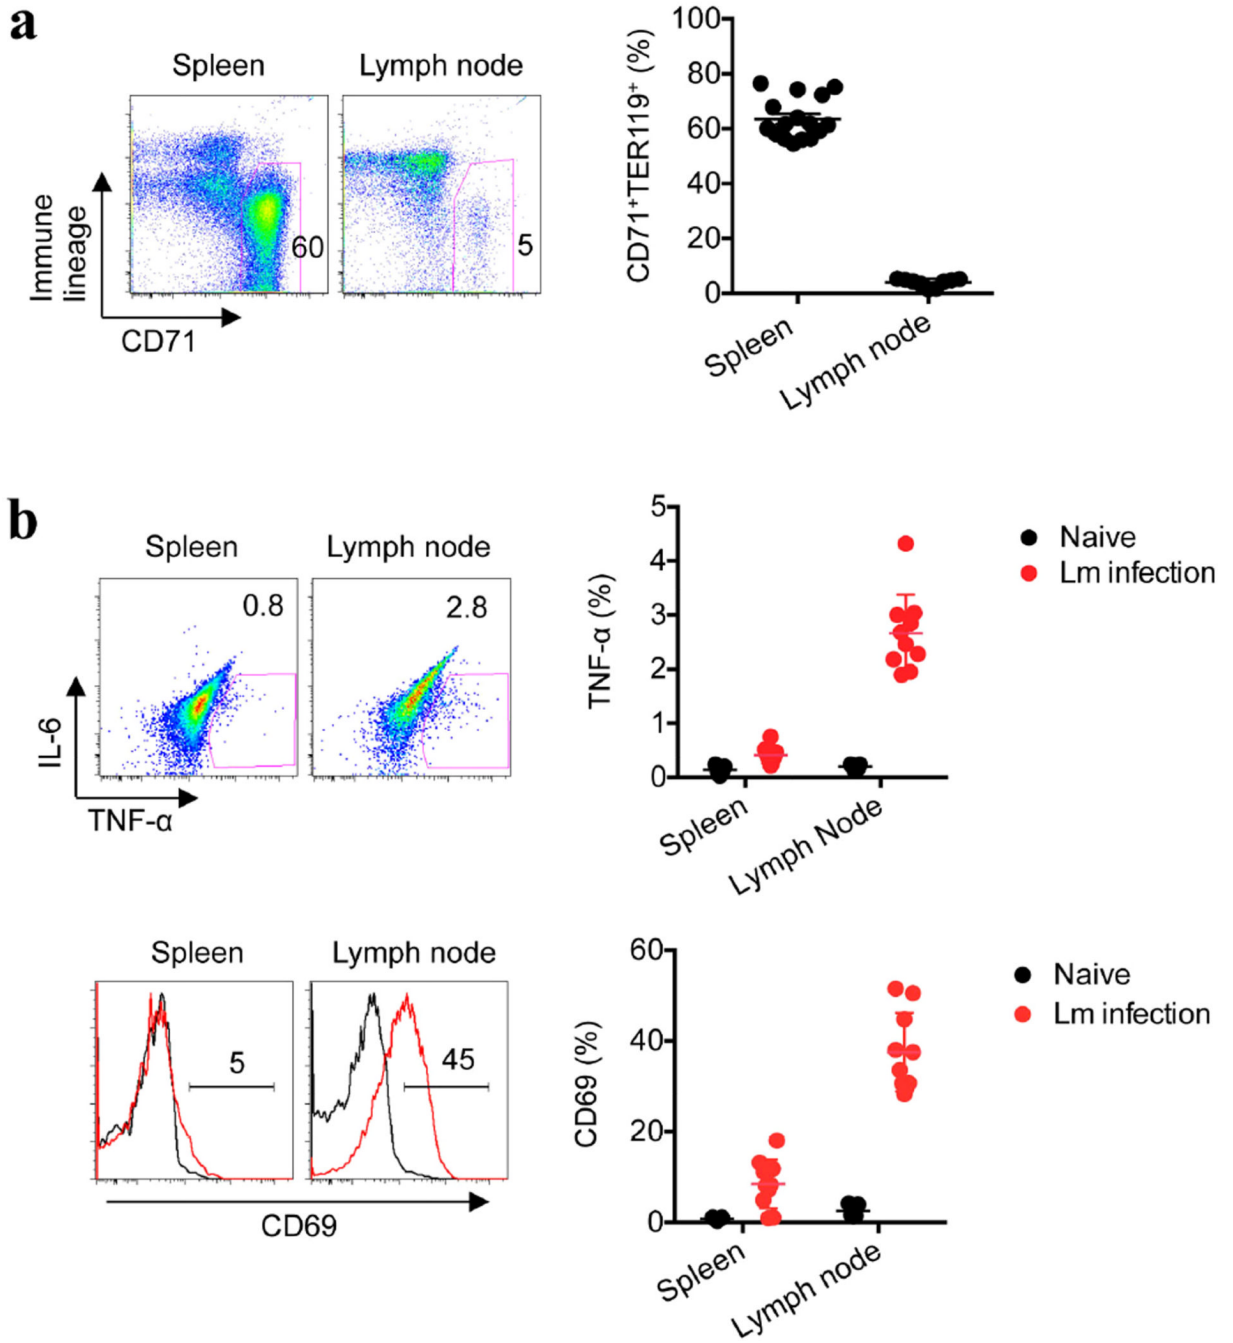 a
Spleen
Lymph node
Immune
lineage
60
5
CD71
CD71⁺TER119⁺ (%)
100
80
60
40
20
0
Spleen
Lymph node
b
Spleen
Lymph node
0.8
2.8
IL-6
TNF-α
TNF-α (%)
5
4
3
2
1
0
Spleen
Lymph Node
Naive
Lm infection
Spleen
Lymph node
5
45
CD69
CD69 (%)
60
40
20
0
Spleen
Lymph node
Naive
Lm infection